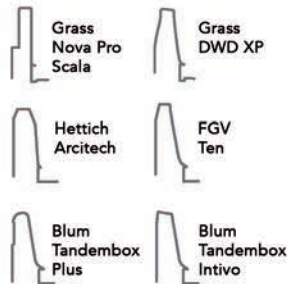 Grass
Nova Pro
Scala
Grass
DWD XP
Hettich
Arcitech
FGV
Ten
Blum
Tandembox
Plus
Blum
Tandembox
Intivo